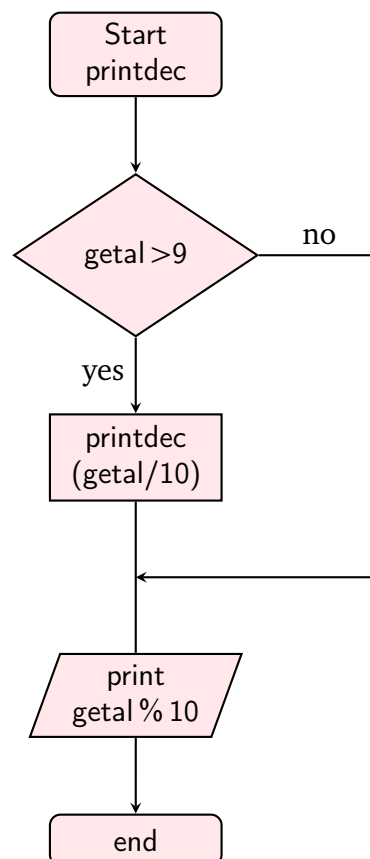 Start
printdec
getal >9
no
yes
printdec
(getal/10)
print
getal % 10
end